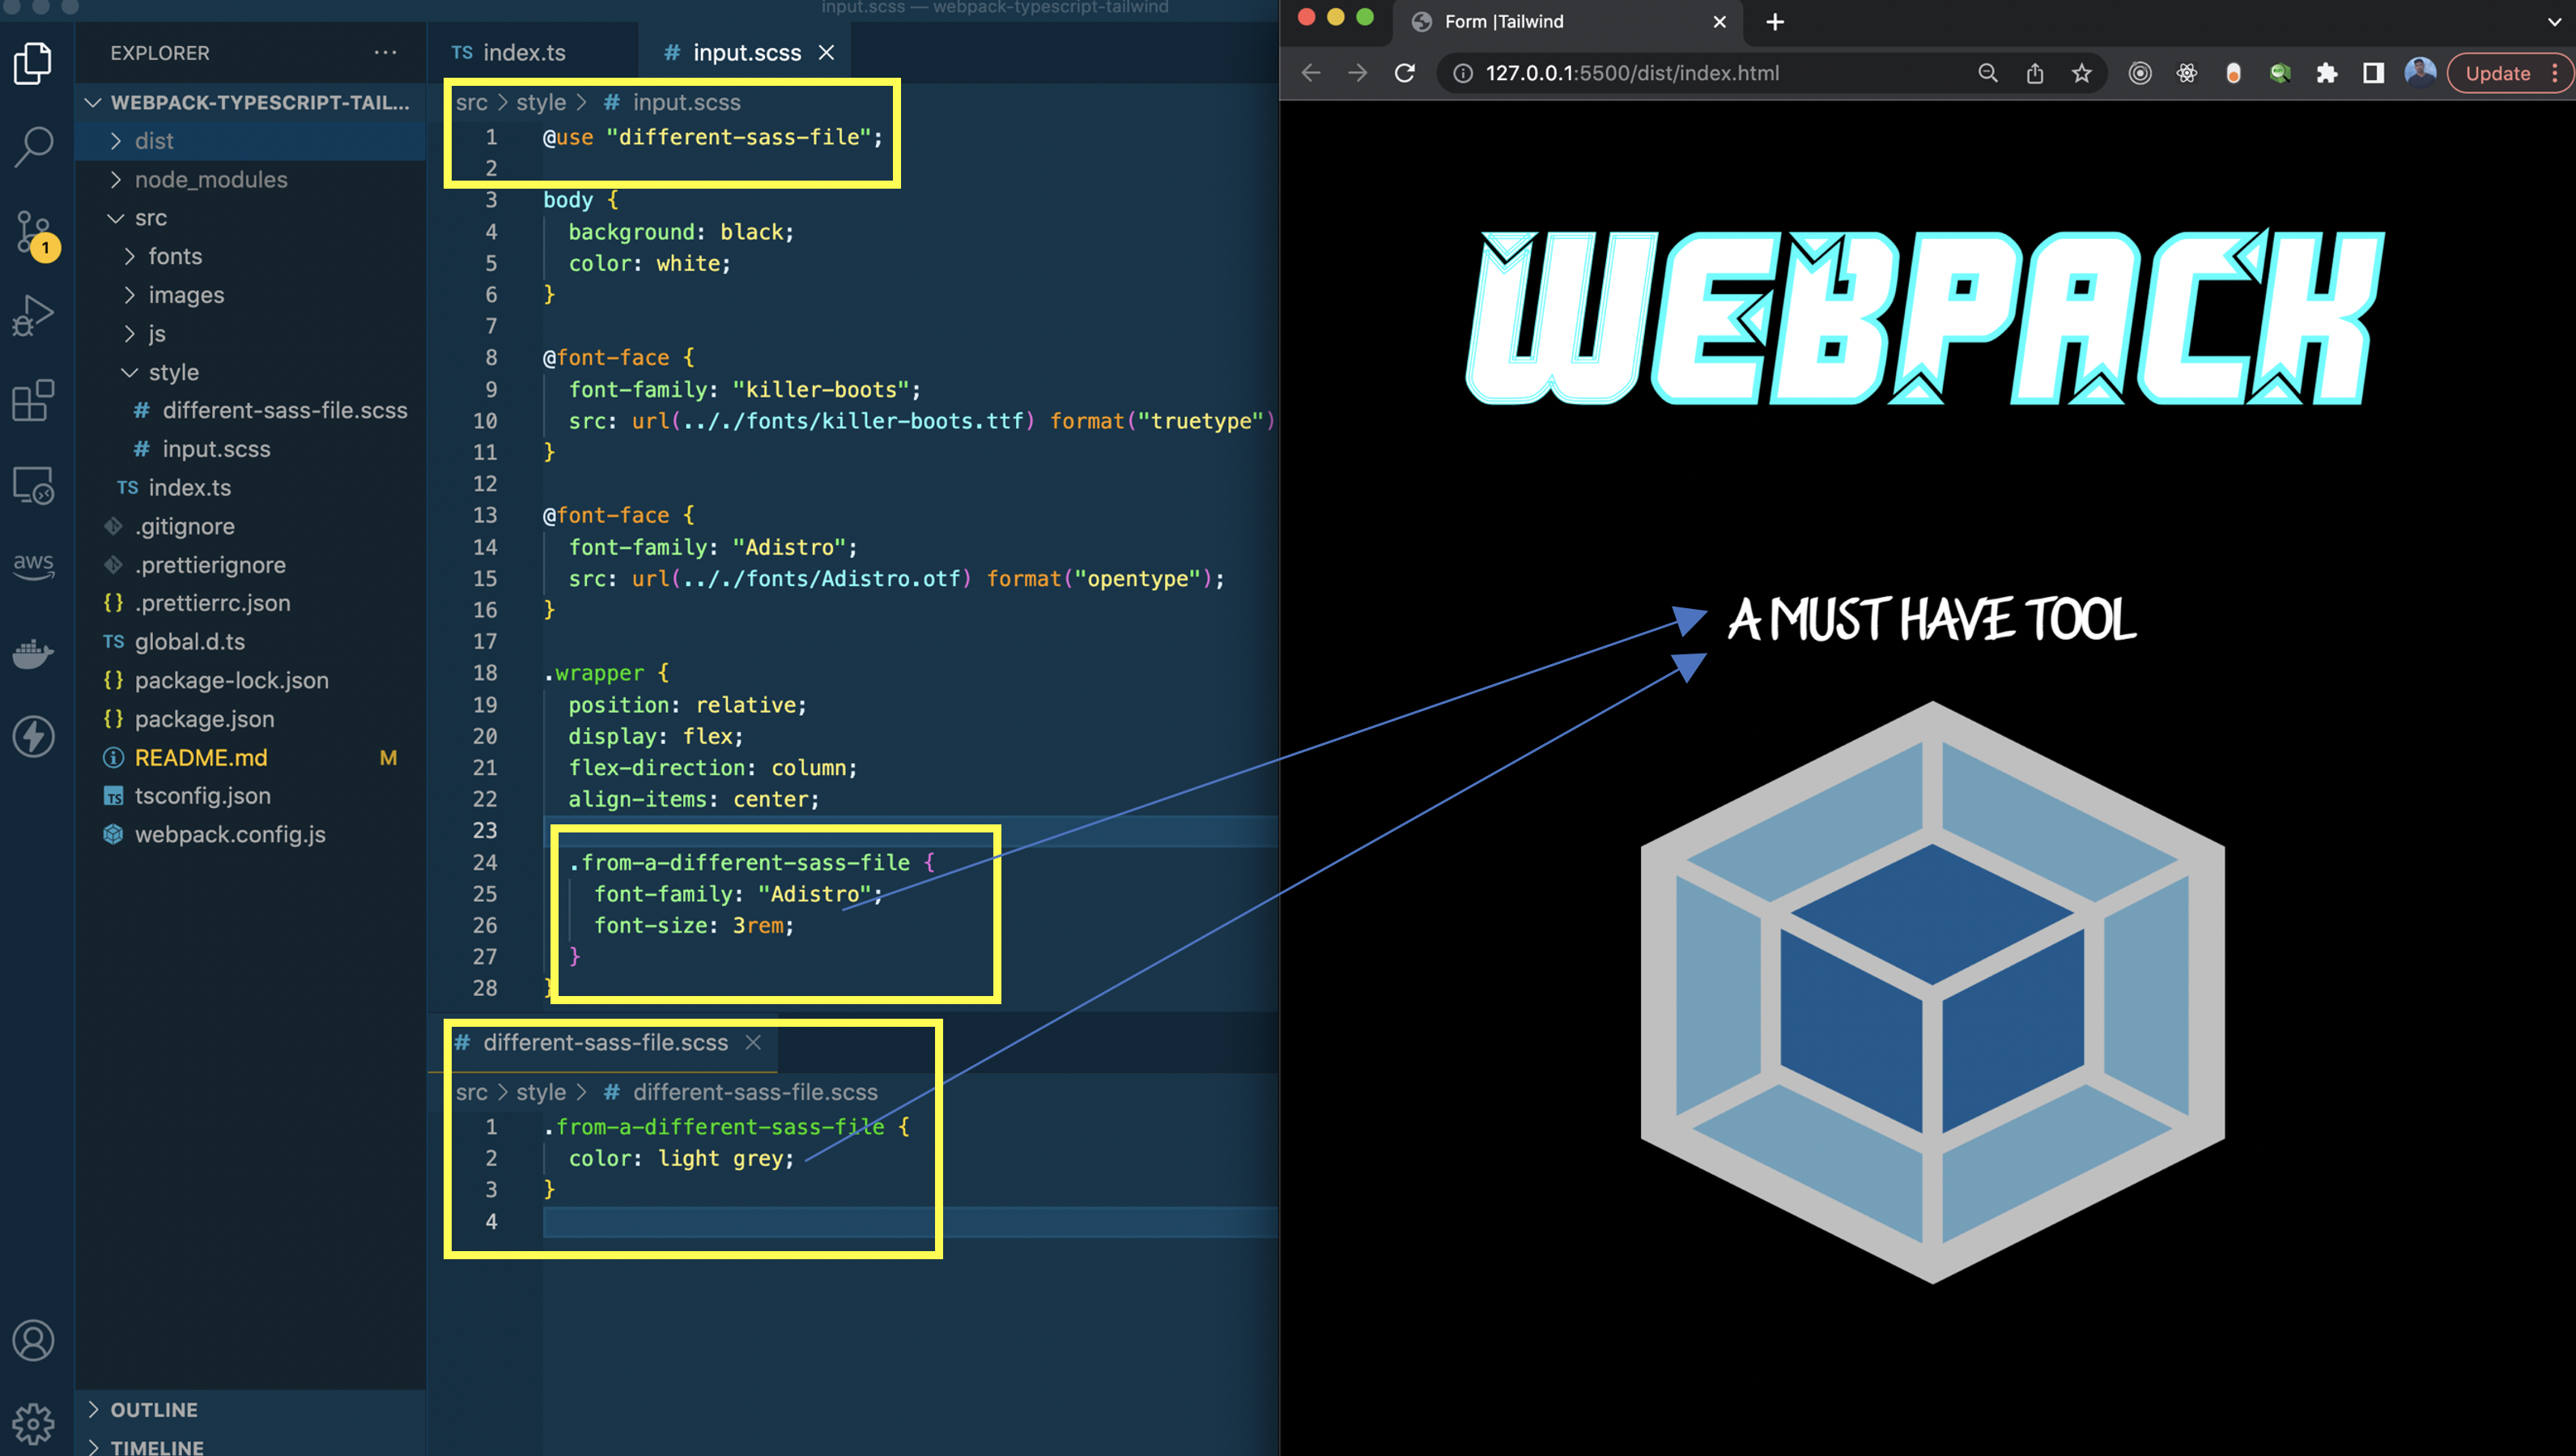 input.scss — webpack-typescript-tailwind
EXPLORER
WEBPACK-TYPESCRIPT-TAIL...
dist
node_modules
src
fonts
images
js
style
# different-sass-file.scss
# input.scss
TS index.ts
.gitignore
.prettierignore
{} .prettierrc.json
TS global.d.ts
{} package-lock.json
{} package.json
README.md M
TS tsconfig.json
webpack.config.js
OUTLINE
TIMELINE
1
aws
TS index.ts # input.scss
src > style > # input.scss
1 @use "different-sass-file";
2
3 body {
4 background: black;
5 color: white;
6 }
7
8 @font-face {
9 font-family: "killer-boots";
10 src: url(.././fonts/killer-boots.ttf) format("truetype")
11 }
12
13 @font-face {
14 font-family: "Adistro";
15 src: url(.././fonts/Adistro.otf) format("opentype");
16 }
17
18 .wrapper {
19 position: relative;
20 display: flex;
21 flex-direction: column;
22 align-items: center;
23
24 .from-a-different-sass-file {
25 font-family: "Adistro";
26 font-size: 3rem;
27 }
28 }
# different-sass-file.scss
src > style > # different-sass-file.scss
1 .from-a-different-sass-file {
2 color: light grey;
3 }
4
Form |Tailwind
127.0.0.1:5500/dist/index.html
Update
WEBPACK
A MUST HAVE TOOL